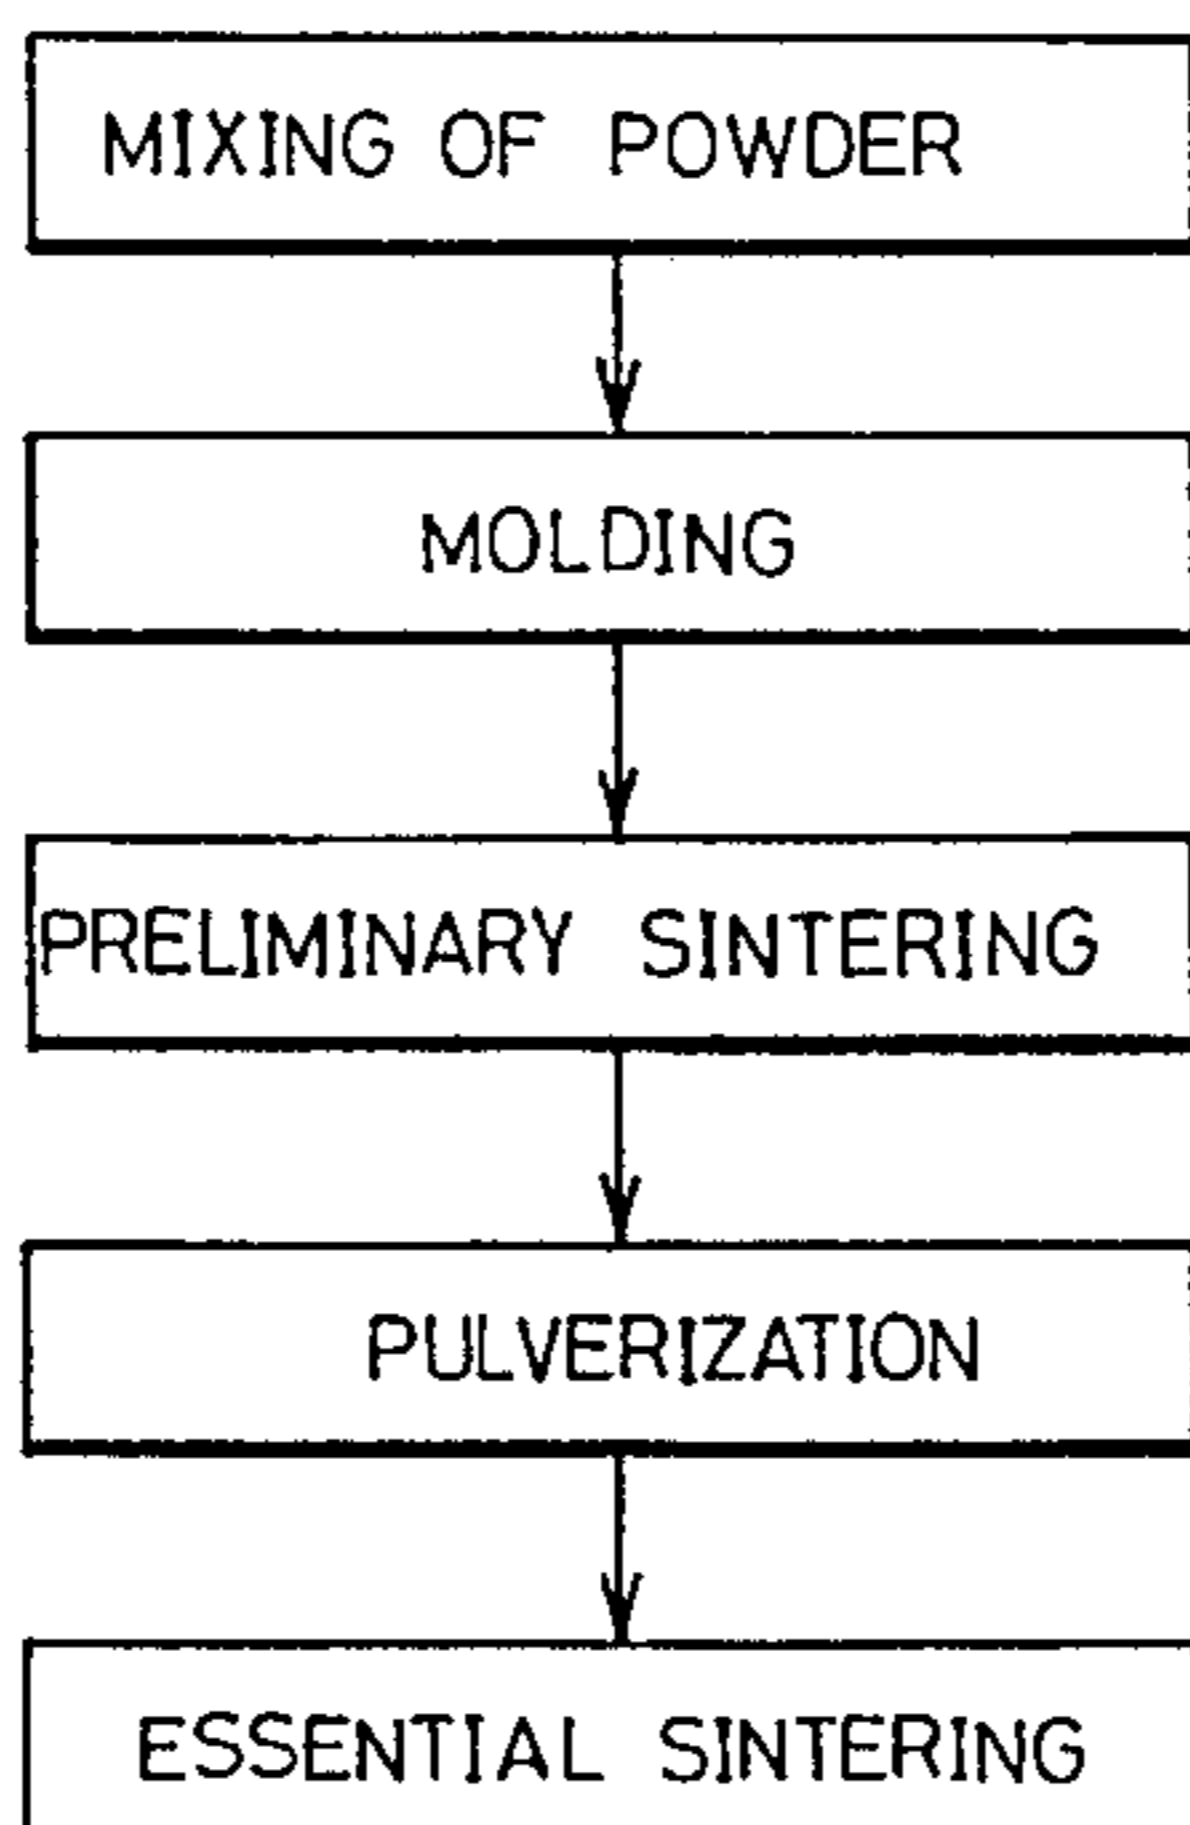 MIXING OF POWDER
MOLDING
PRELIMINARY SINTERING
PULVERIZATION
ESSENTIAL SINTERING